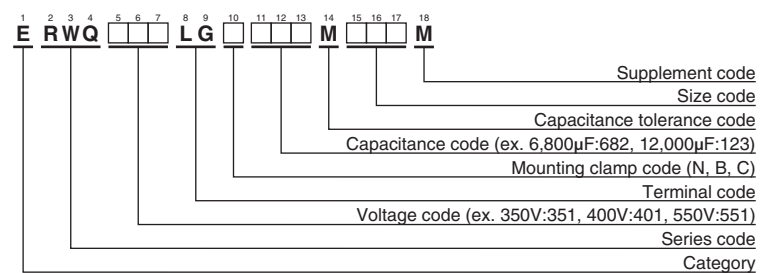 1 2 3 4 5 6 7 8 9 10 11 12 13 14 15 16 17 18
E RWQ □□□ LG □ □□□ M □□□ M
Supplement code
Size code
Capacitance tolerance code
Capacitance code (ex. 6,800µF:682, 12,000µF:123)
Mounting clamp code (N, B, C)
Terminal code
Voltage code (ex. 350V:351, 400V:401, 550V:551)
Series code
Category